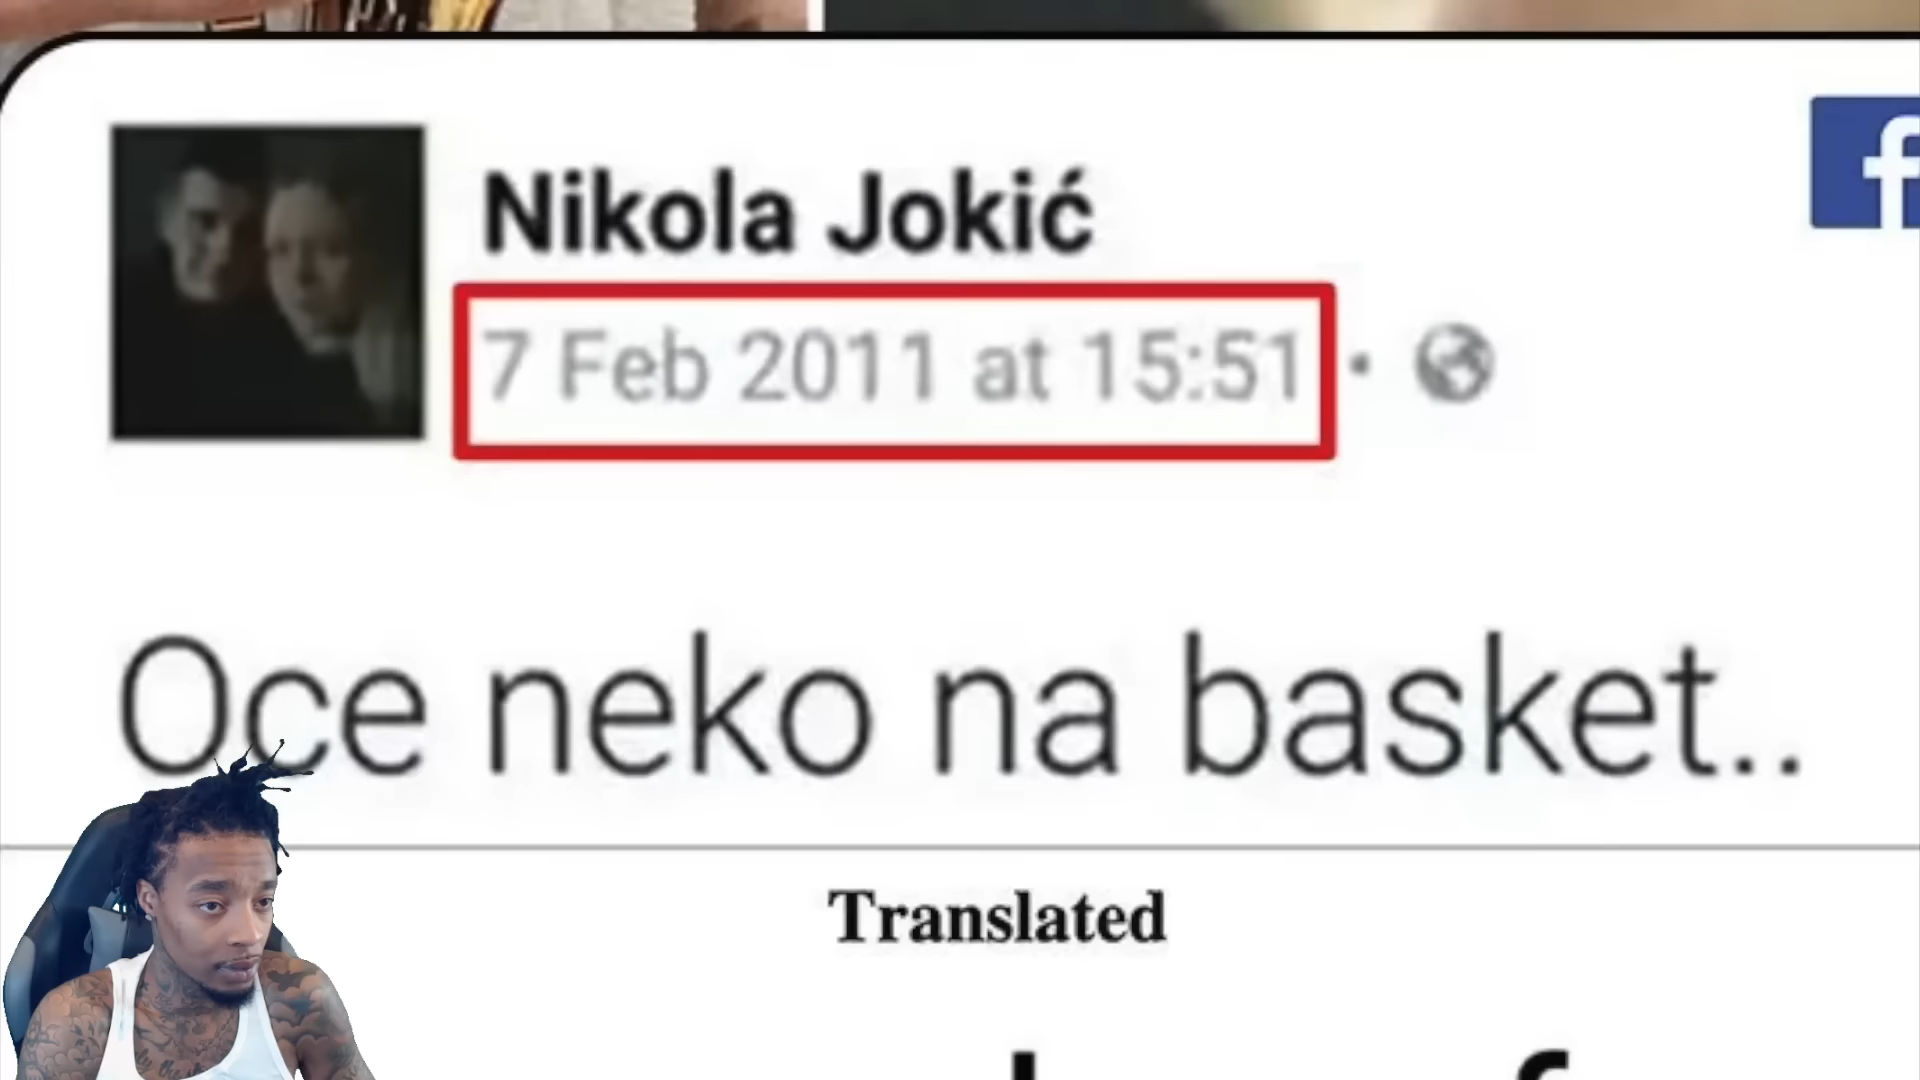 Nikola Jokić
7 Feb 2011 at 15:51
Oce neko na basket..
Translated